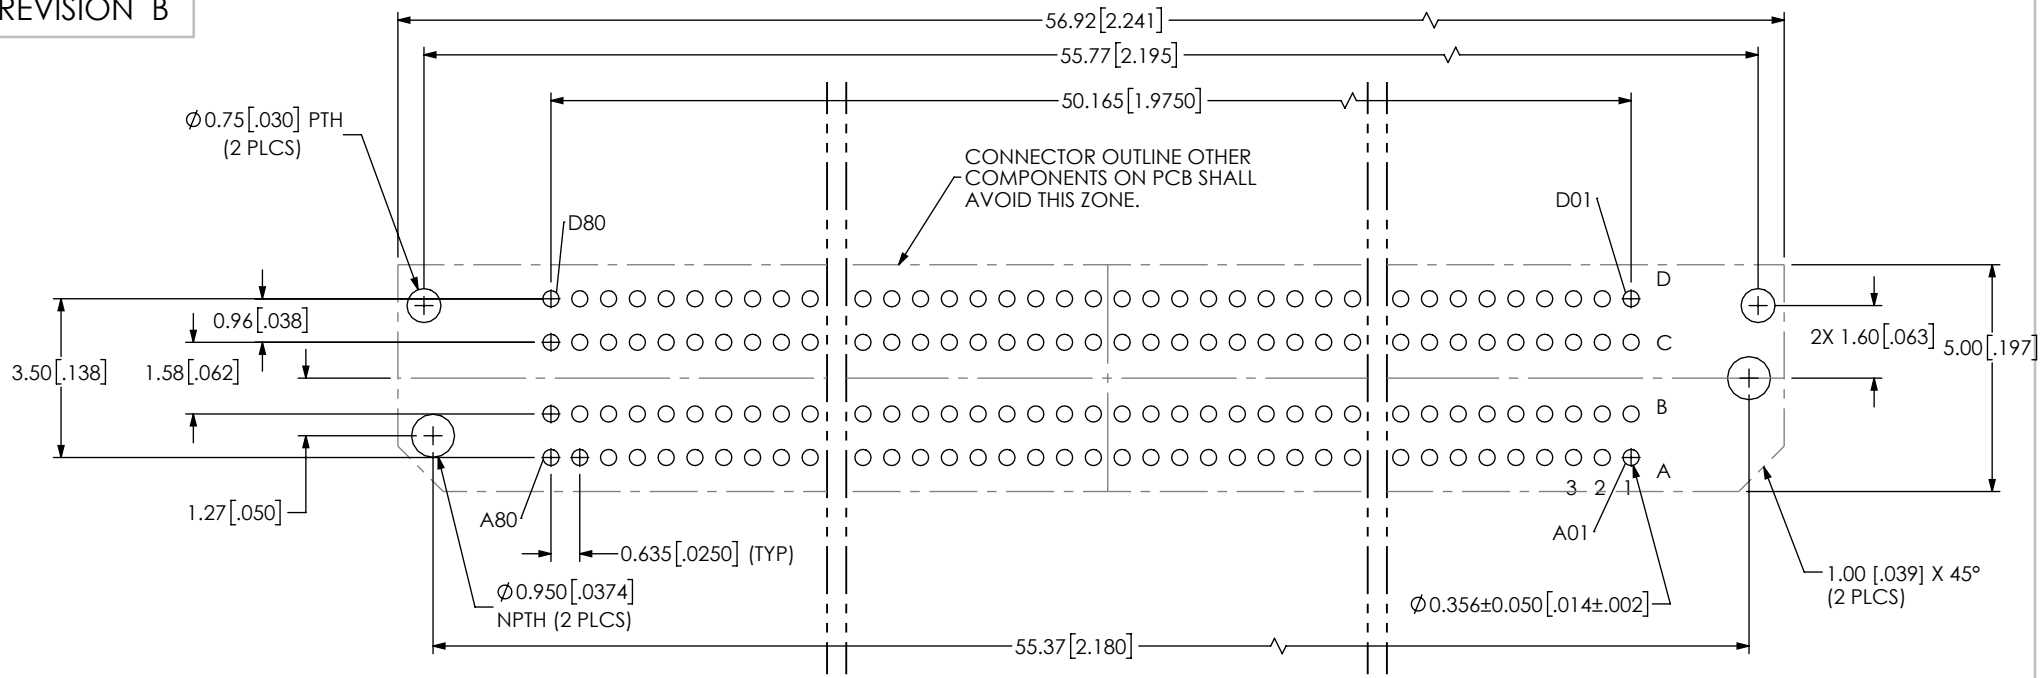 REVISION B
56.92[2.241]
55.77[2.195]
50.165[1.9750]
Ø0.75[.030] PTH
(2 PLCS)
CONNECTOR OUTLINE OTHER
COMPONENTS ON PCB SHALL
AVOID THIS ZONE.
D80
D01
D
0.96[.038]
2X 1.60[.063]
5.00[.197]
C
3.50[.138]
1.58[.062]
B
A
3 2 1
1.27[.050]
A80
A01
0.635[.0250] (TYP)
Ø0.950[.0374]
NPTH (2 PLCS)
Ø0.356±0.050[.014±.002]
1.00 [.039] X 45°
(2 PLCS)
55.37[2.180]